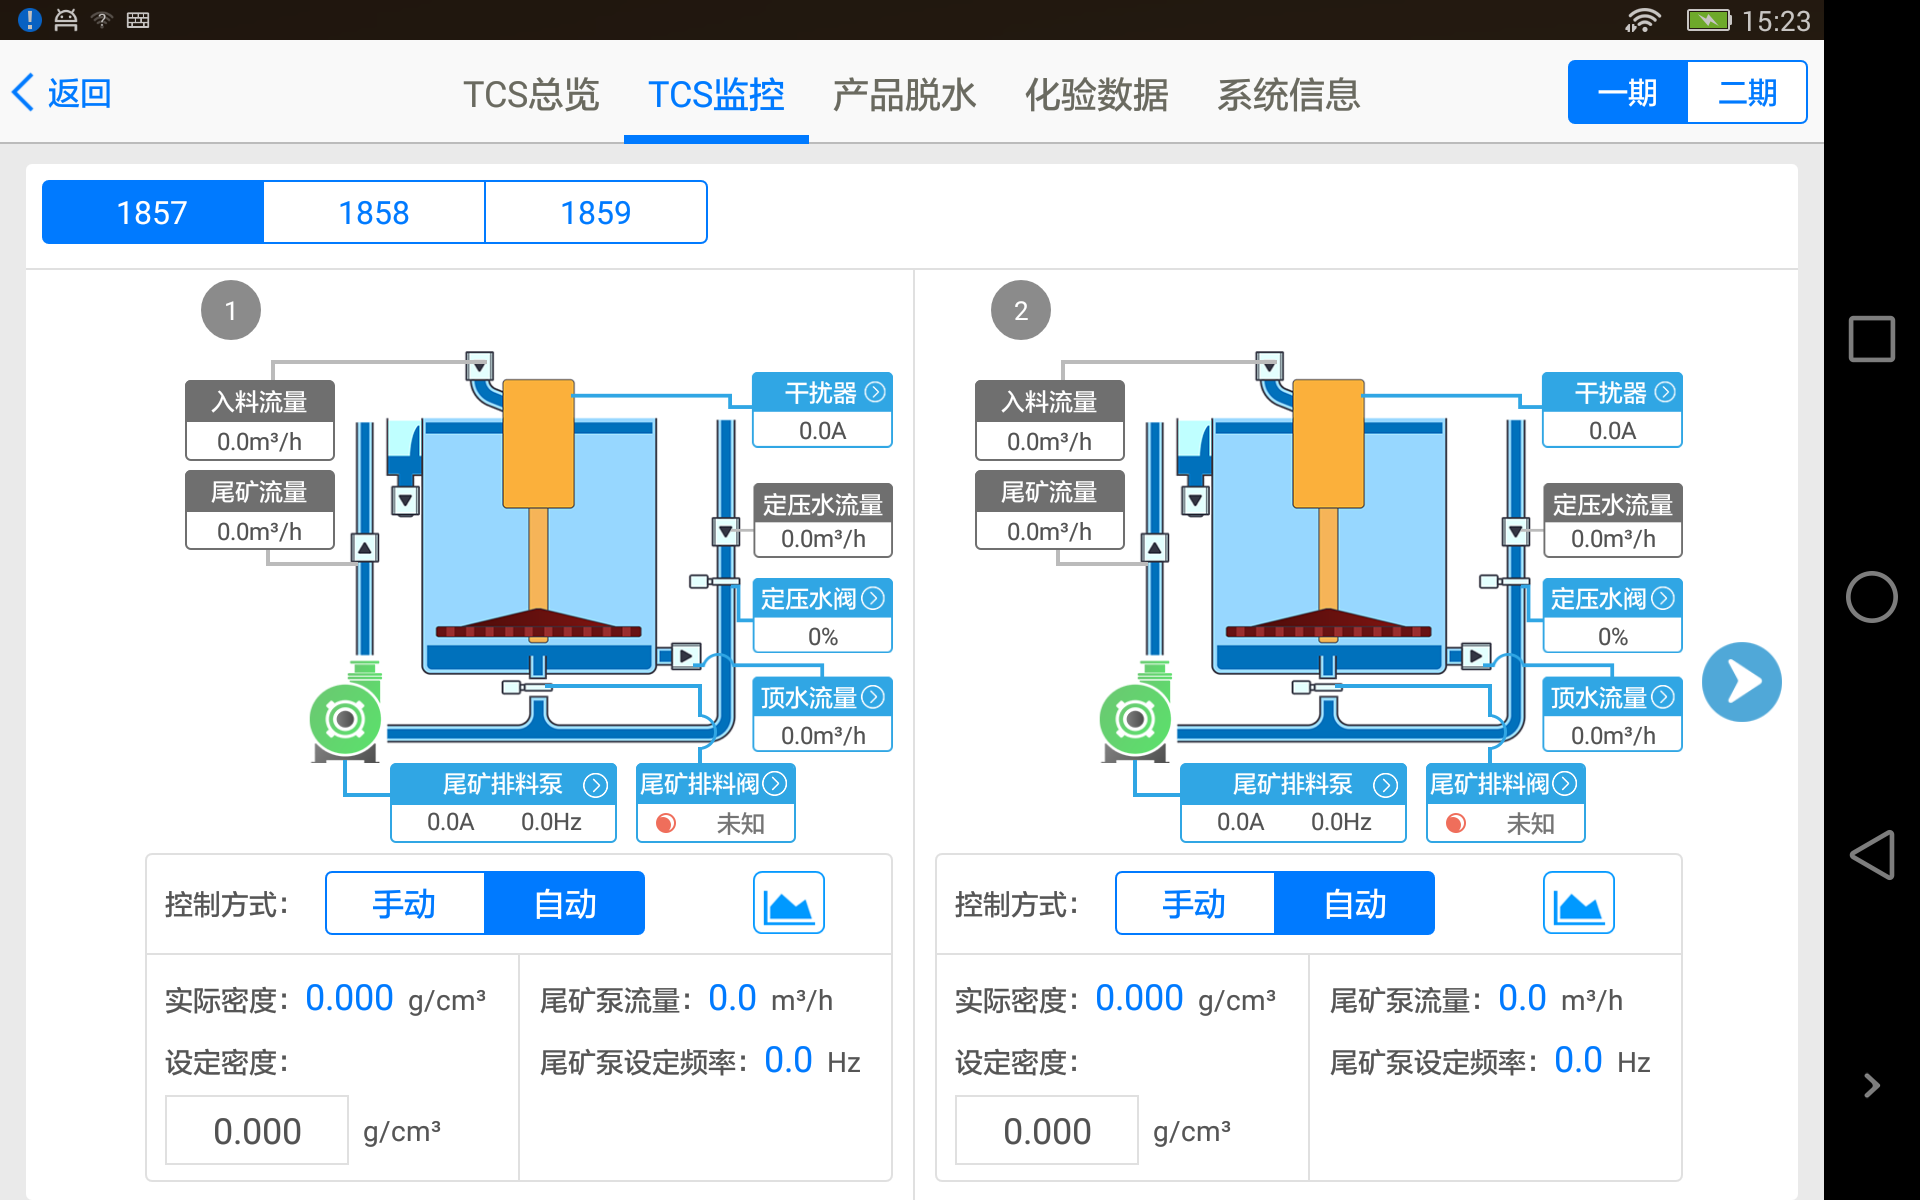 15:23
返回
TCS总览 TCS监控 产品脱水 化验数据 系统信息
一期 二期
1857 1858 1859
1
入料流量
0.0m³/h
尾矿流量
0.0m³/h
干扰器
0.0A
定压水流量
0.0m³/h
定压水阀
0%
顶水流量
0.0m³/h
尾矿排料泵
0.0A 0.0Hz
尾矿排料阀
未知
控制方式： 手动 自动
实际密度： 0.000 g/cm³
设定密度：
0.000 g/cm³
尾矿泵流量： 0.0 m³/h
尾矿泵设定频率： 0.0 Hz
2
入料流量
0.0m³/h
尾矿流量
0.0m³/h
干扰器
0.0A
定压水流量
0.0m³/h
定压水阀
0%
顶水流量
0.0m³/h
尾矿排料泵
0.0A 0.0Hz
尾矿排料阀
未知
控制方式： 手动 自动
实际密度： 0.000 g/cm³
设定密度：
0.000 g/cm³
尾矿泵流量： 0.0 m³/h
尾矿泵设定频率： 0.0 Hz